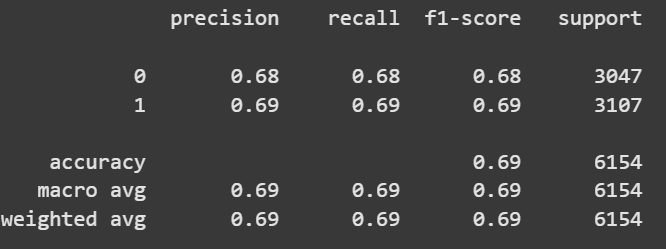 precision recall f1-score support
0 0.68 0.68 0.68 3047
1 0.69 0.69 0.69 3107
accuracy 0.69 6154
macro avg 0.69 0.69 0.69 6154
weighted avg 0.69 0.69 0.69 6154